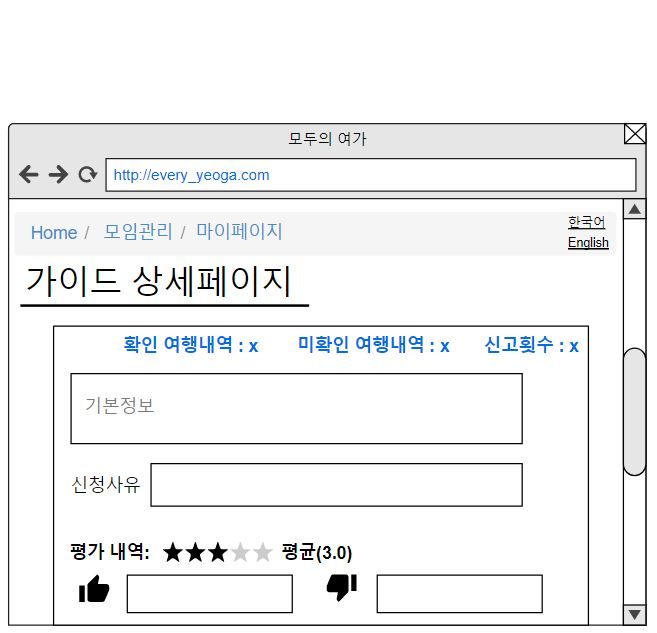 모두의 여가
http://every_yeoga.com
Home / 모임관리 / 마이페이지
한국어
English
가이드 상세페이지
확인 여행내역 : x 미확인 여행내역 : x 신고횟수 : x
기본정보
신청사유
평가 내역: 평균(3.0)